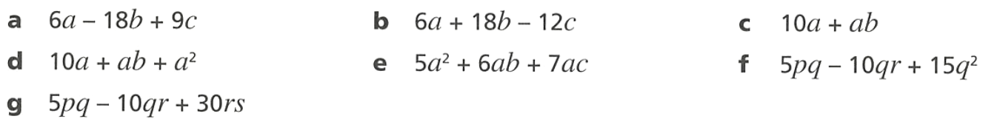 a 6a – 18b + 9c b 6a + 18b – 12c c 10a + ab
d 10a + ab + a² e 5a² + 6ab + 7ac f 5pq – 10qr + 15q²
g 5pq – 10qr + 30rs